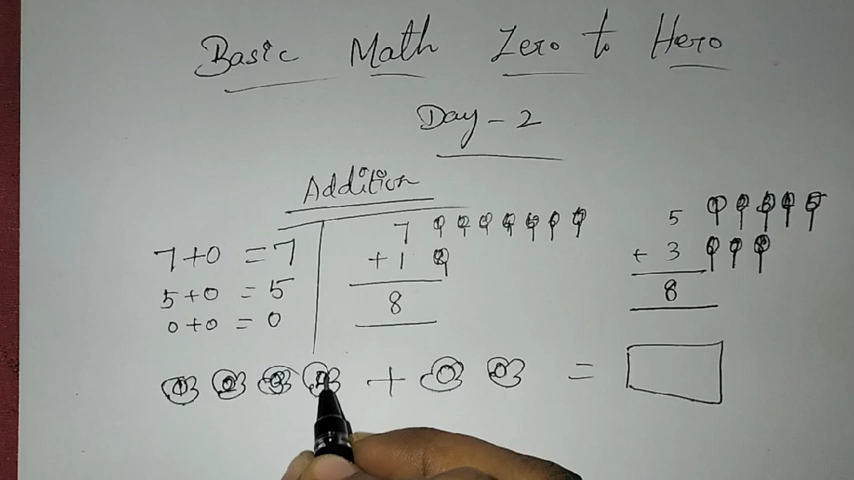 Basic Math Zero to Hero
Day - 2
Addition
7+0 = 7
5+0 = 5
0+0 = 0
7
+ 1
8
5
+ 3
8
+ =